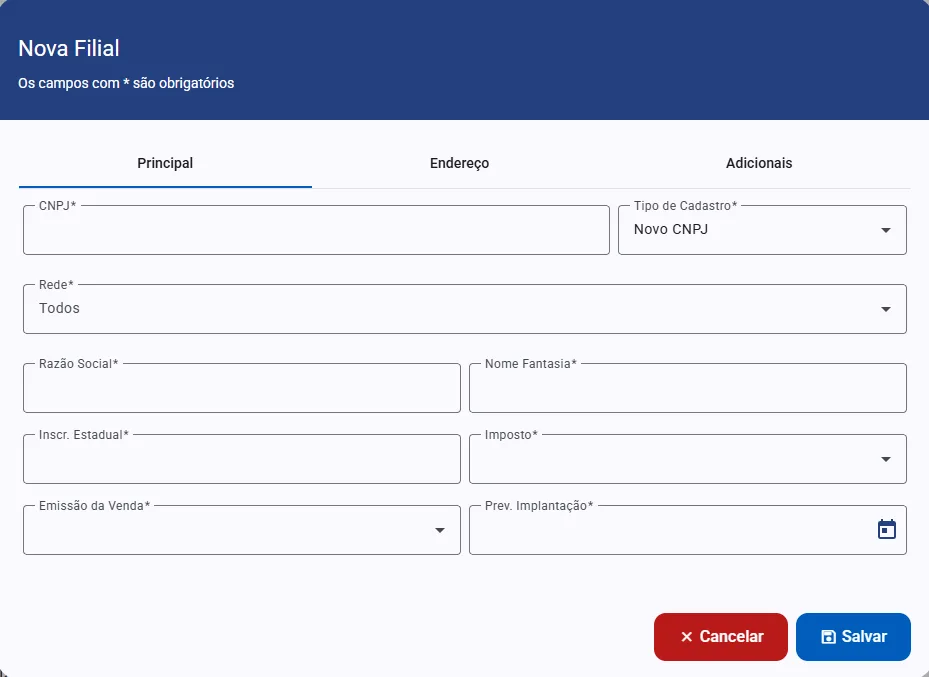 Nova Filial
Os campos com * são obrigatórios
Principal Endereço Adicionais
CNPJ* Tipo de Cadastro*
Novo CNPJ
Rede*
Todos
Razão Social* Nome Fantasia*
Inscr. Estadual* Imposto*
Emissão da Venda* Prev. Implantação*
Cancelar Salvar